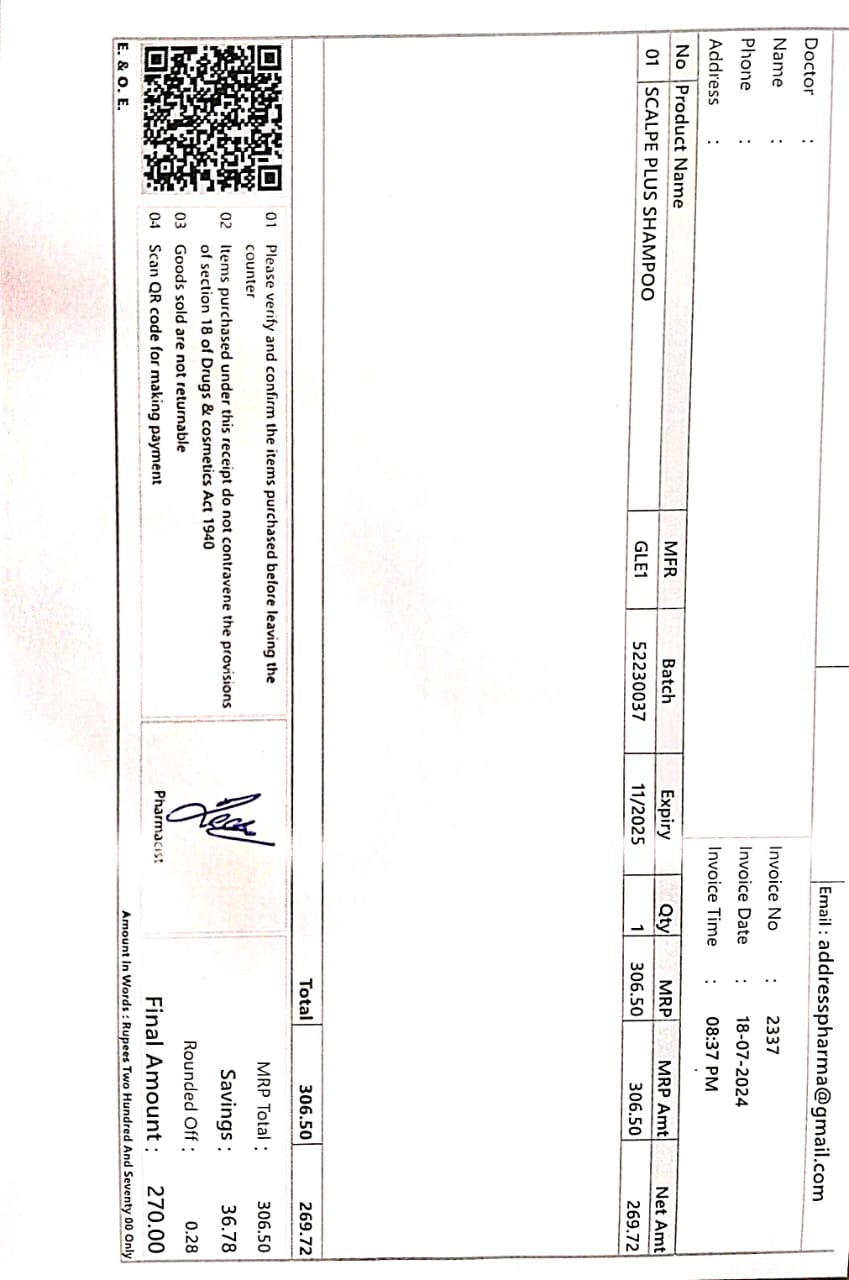 Email : addresspharma@gmail.com
Doctor :
Name :
Phone :
Address :
Invoice No : 2337
Invoice Date : 18-07-2024
Invoice Time : 08:37 PM
No Product Name MFR Batch Expiry Qty MRP MRP Amt Net Amt
01 SCALPE PLUS SHAMPOO GLE1 52230037 11/2025 1 306.50 306.50 269.72
Total 306.50 269.72
01 Please verify and confirm the items purchased before leaving the
counter
02 Items purchased under this receipt do not contravene the provisions
of section 18 of Drugs & cosmetics Act 1940
03 Goods sold are not returnable
04 Scan QR code for making payment
Pharmacist
MRP Total : 306.50
Savings : 36.78
Rounded Off : 0.28
Final Amount : 270.00
E. & O. E.
Amount In Words : Rupees Two Hundred And Seventy 00 Only